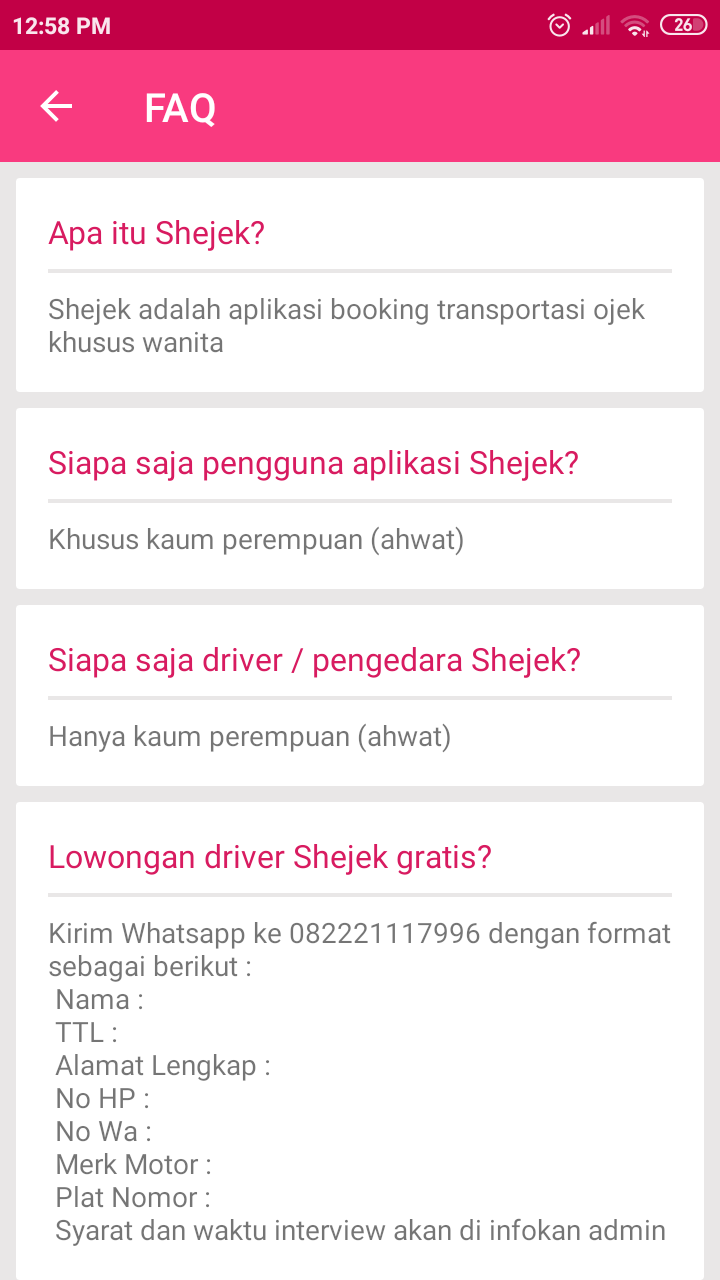 12:58 PM
26
FAQ
Apa itu Shejek?
Shejek adalah aplikasi booking transportasi ojek
khusus wanita
Siapa saja pengguna aplikasi Shejek?
Khusus kaum perempuan (ahwat)
Siapa saja driver / pengedara Shejek?
Hanya kaum perempuan (ahwat)
Lowongan driver Shejek gratis?
Kirim Whatsapp ke 082221117996 dengan format
sebagai berikut :
Nama :
TTL :
Alamat Lengkap :
No HP :
No Wa :
Merk Motor :
Plat Nomor :
Syarat dan waktu interview akan di infokan admin